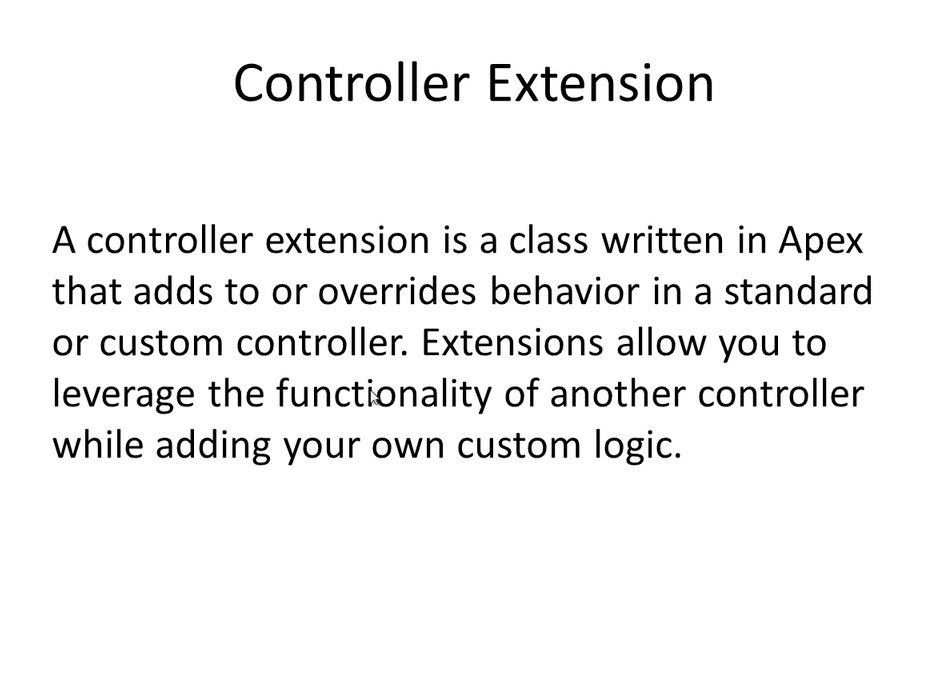 Controller Extension
A controller extension is a class written in Apex
that adds to or overrides behavior in a standard
or custom controller. Extensions allow you to
leverage the functionality of another controller
while adding your own custom logic.